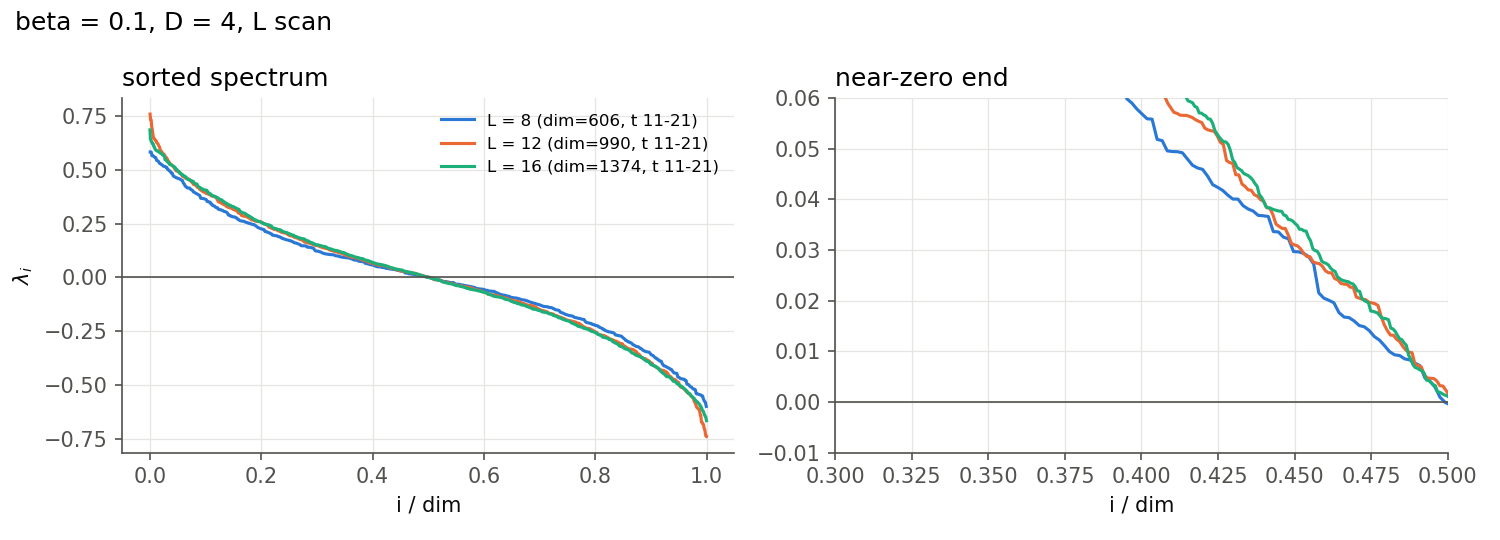 beta = 0.1, D = 4, L scan
sorted spectrum
near-zero end
L = 8 (dim=606, t 11-21)
L = 12 (dim=990, t 11-21)
L = 16 (dim=1374, t 11-21)
λi
0.75
0.50
0.25
0.00
−0.25
−0.50
−0.75
0.0 0.2 0.4 0.6 0.8 1.0
i / dim
0.06
0.05
0.04
0.03
0.02
0.01
0.00
−0.01
0.300 0.325 0.350 0.375 0.400 0.425 0.450 0.475 0.500
i / dim